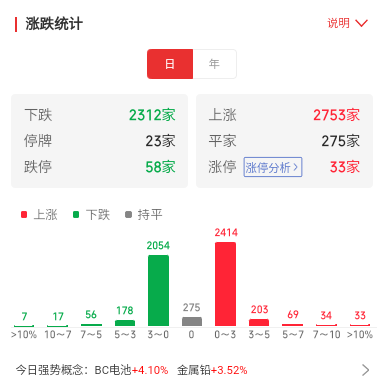 涨跌统计 说明
日 年
下跌 2312家 上涨 2753家
停牌 23家 平家 275家
跌停 58家 涨停 涨停分析 33家
上涨 下跌 持平
7 17 56 178 2054 275 2414 203 69 34 33
>10% 10~7 7~5 5~3 3~0 0 0~3 3~5 5~7 7~10 >10%
今日强势概念: BC电池+4.10% 金属铅+3.52%